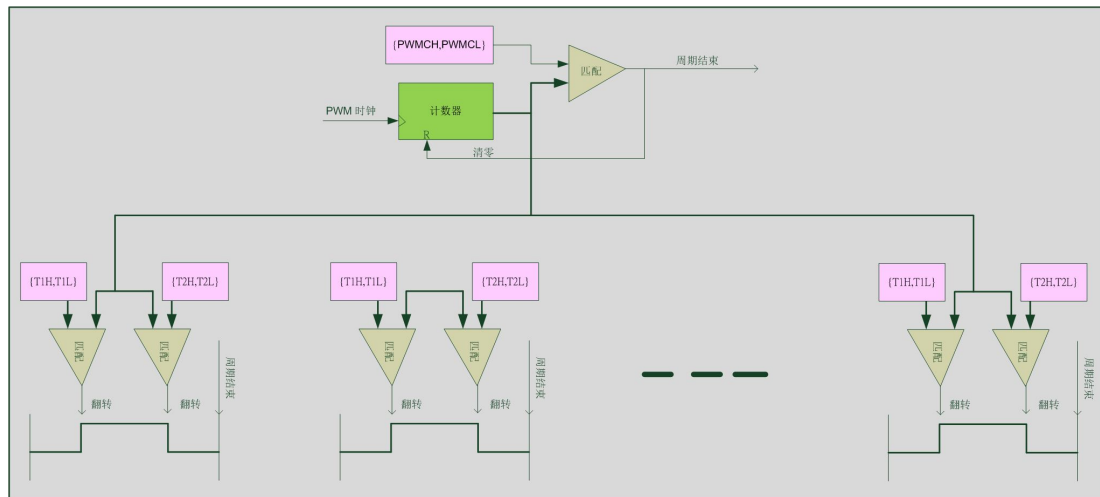 {PWMCH,PWMCL}
匹配
周期结束
PWM 时钟
计数器
R
清零
{T1H,T1L}
{T2H,T2L}
{T1H,T1L}
{T2H,T2L}
{T1H,T1L}
{T2H,T2L}
匹配
匹配
周期结束
匹配
匹配
周期结束
匹配
匹配
周期结束
翻转
翻转
翻转
翻转
翻转
翻转